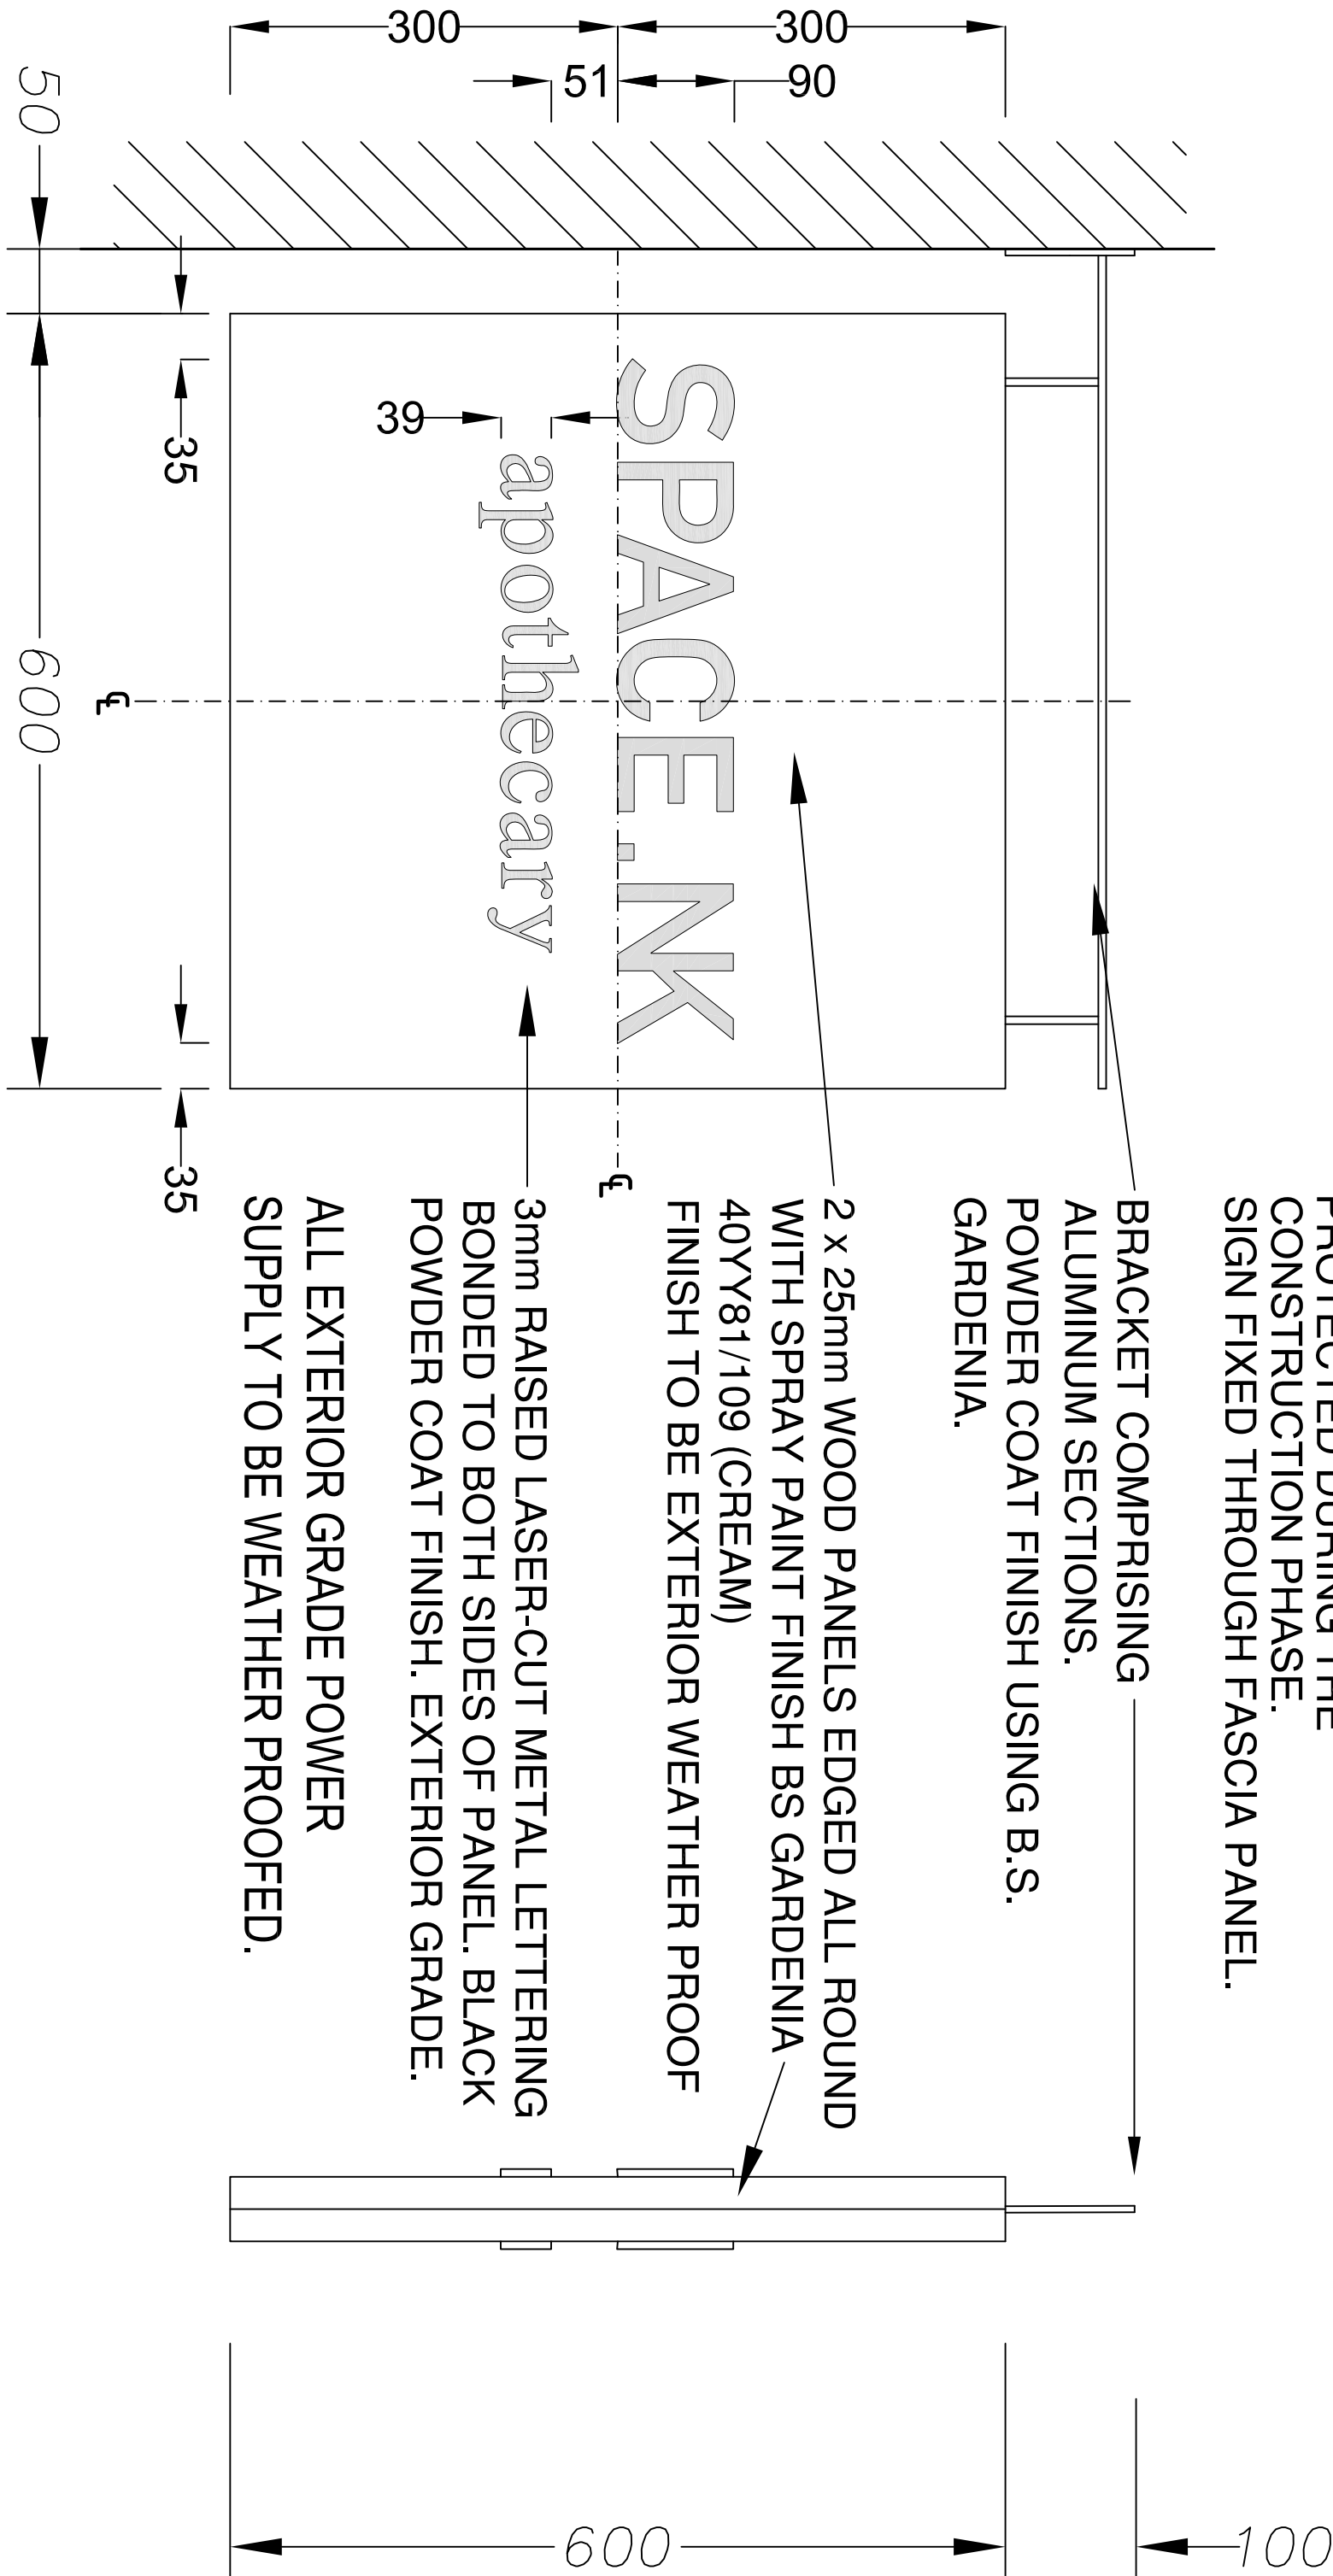 PROTECTED DURING THE
CONSTRUCTION PHASE.
SIGN FIXED THROUGH FASCIA PANEL.
BRACKET COMPRISING
ALUMINUM SECTIONS.
POWDER COAT FINISH USING B.S.
GARDENIA.
2 x 25mm WOOD PANELS EDGED ALL ROUND
WITH SPRAY PAINT FINISH BS GARDENIA
40YY81/109 (CREAM)
FINISH TO BE EXTERIOR WEATHER PROOF
3mm RAISED LASER-CUT METAL LETTERING
BONDED TO BOTH SIDES OF PANEL. BLACK
POWDER COAT FINISH. EXTERIOR GRADE.
ALL EXTERIOR GRADE POWER
SUPPLY TO BE WEATHER PROOFED.
SPACE.NK
apothecary
300
300
51
90
39
35
35
50
600
600
100
CL
CL